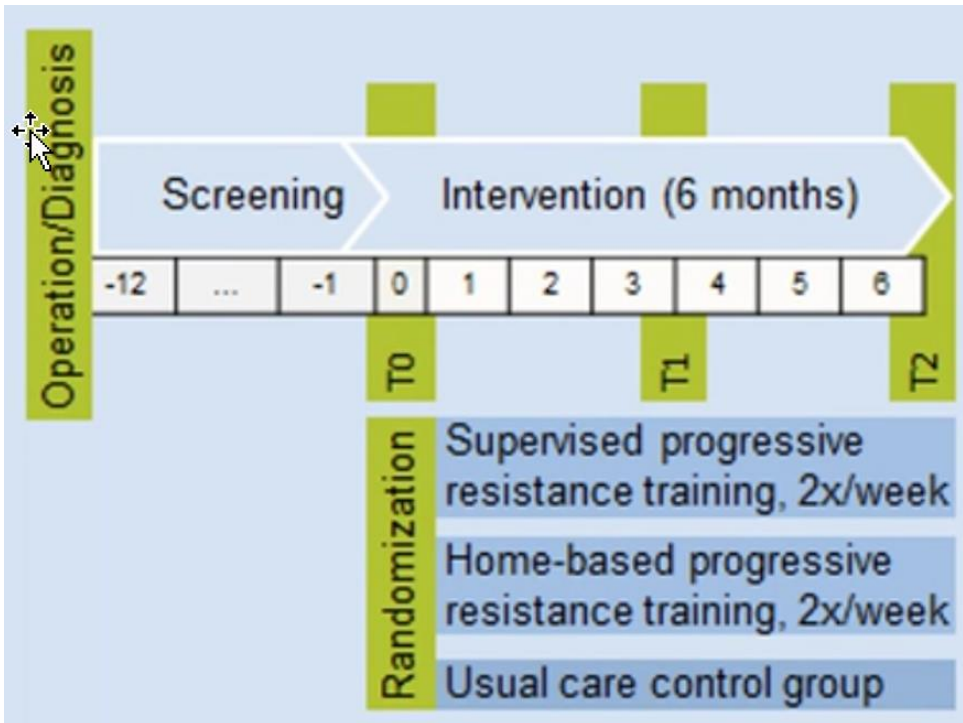 Operation/Diagnosis
Screening
Intervention (6 months)
-12 ... -1 0 1 2 3 4 5 6
T0
T1
T2
Randomization
Supervised progressive
resistance training, 2x/week
Home-based progressive
resistance training, 2x/week
Usual care control group